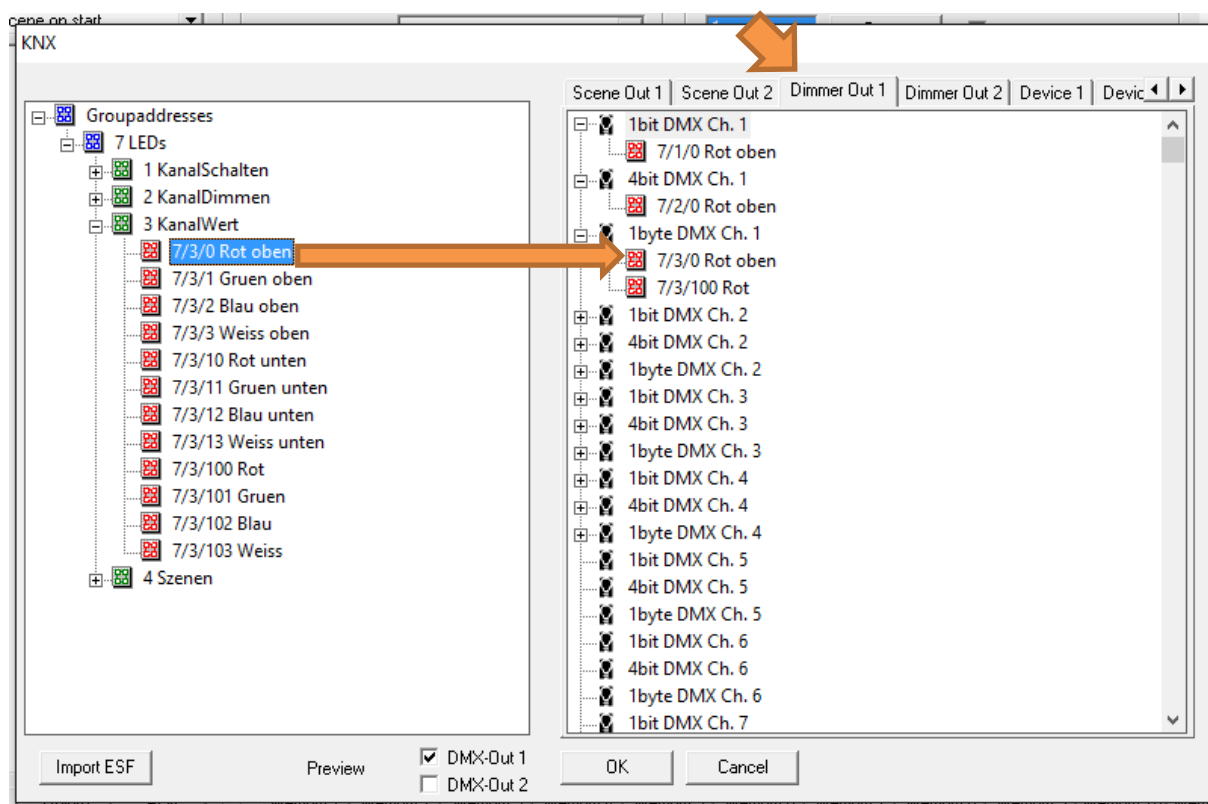 cene on start
KNX
Groupaddresses
7 LEDs
1 KanalSchalten
2 KanalDimmen
3 KanalWert
7/3/0 Rot oben
7/3/1 Gruen oben
7/3/2 Blau oben
7/3/3 Weiss oben
7/3/10 Rot unten
7/3/11 Gruen unten
7/3/12 Blau unten
7/3/13 Weiss unten
7/3/100 Rot
7/3/101 Gruen
7/3/102 Blau
7/3/103 Weiss
4 Szenen
Scene Out 1 Scene Out 2 Dimmer Out 1 Dimmer Out 2 Device 1 Devic
1bit DMX Ch. 1
7/1/0 Rot oben
4bit DMX Ch. 1
7/2/0 Rot oben
1byte DMX Ch. 1
7/3/0 Rot oben
7/3/100 Rot
1bit DMX Ch. 2
4bit DMX Ch. 2
1byte DMX Ch. 2
1bit DMX Ch. 3
4bit DMX Ch. 3
1byte DMX Ch. 3
1bit DMX Ch. 4
4bit DMX Ch. 4
1byte DMX Ch. 4
1bit DMX Ch. 5
4bit DMX Ch. 5
1byte DMX Ch. 5
1bit DMX Ch. 6
4bit DMX Ch. 6
1byte DMX Ch. 6
1bit DMX Ch. 7
Import ESF
Preview
DMX-Out 1
DMX-Out 2
OK
Cancel